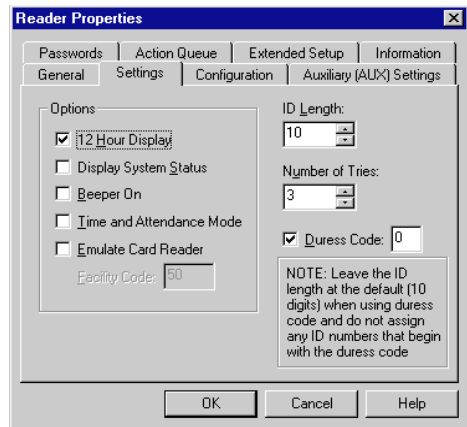 Reader Properties
Passwords Action Queue Extended Setup Information
General Settings Configuration Auxiliary (AUX) Settings
Options
12 Hour Display
Display System Status
Beeper On
Time and Attendance Mode
Emulate Card Reader
Facility Code: 50
ID Length:
10
Number of Tries:
3
Duress Code: 0
NOTE: Leave the ID
length at the default (10
digits) when using duress
code and do not assign
any ID numbers that begin
with the duress code
OK Cancel Help